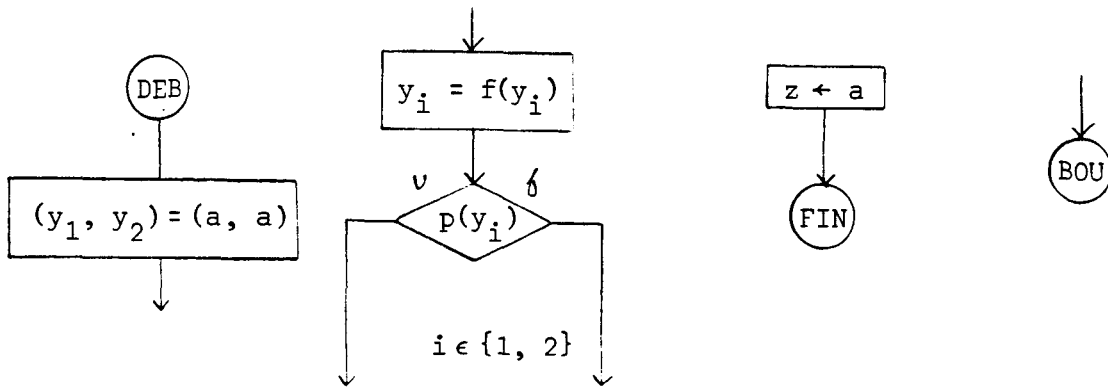 DEB
(y₁, y₂) = (a, a)
yᵢ = f(yᵢ)
v f
p(yᵢ)
i ∈ {1, 2}
z ← a
FIN
BOU